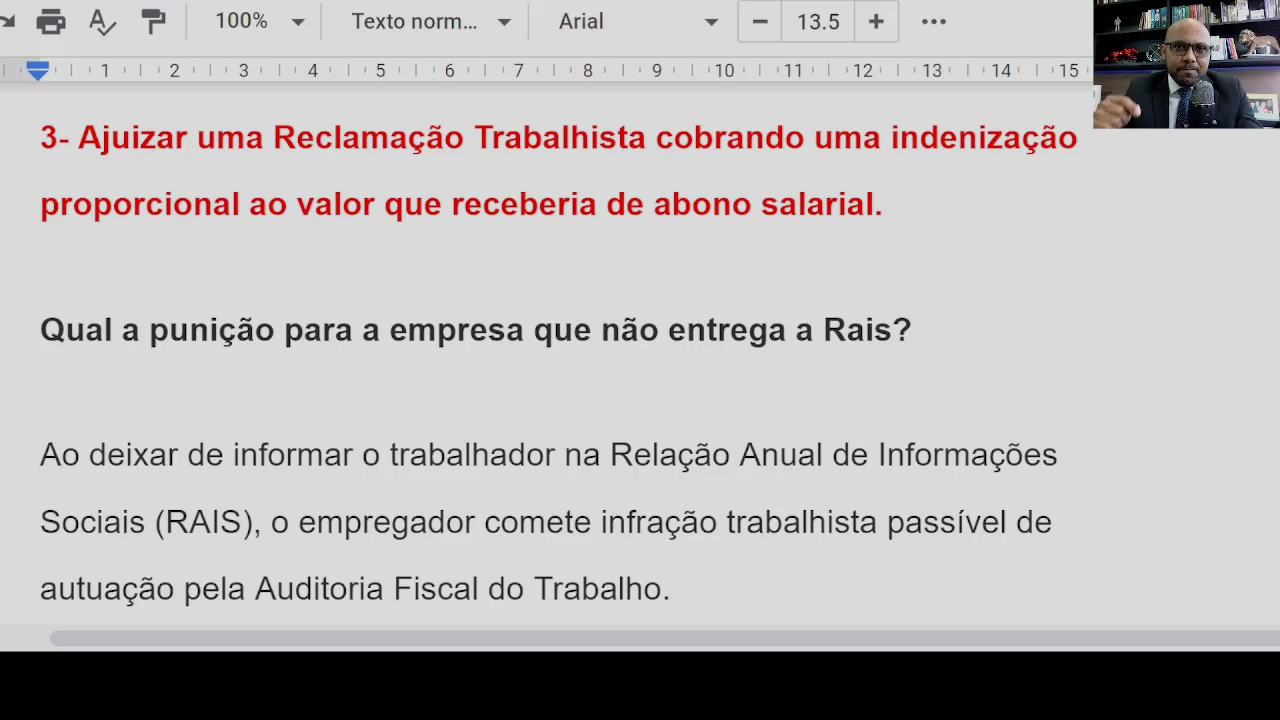 100% Texto norm... Arial 13.5
1 2 3 4 5 6 7 8 9 10 11 12 13 14 15
3- Ajuizar uma Reclamação Trabalhista cobrando uma indenização
proporcional ao valor que receberia de abono salarial.
Qual a punição para a empresa que não entrega a Rais?
Ao deixar de informar o trabalhador na Relação Anual de Informações
Sociais (RAIS), o empregador comete infração trabalhista passível de
autuação pela Auditoria Fiscal do Trabalho.